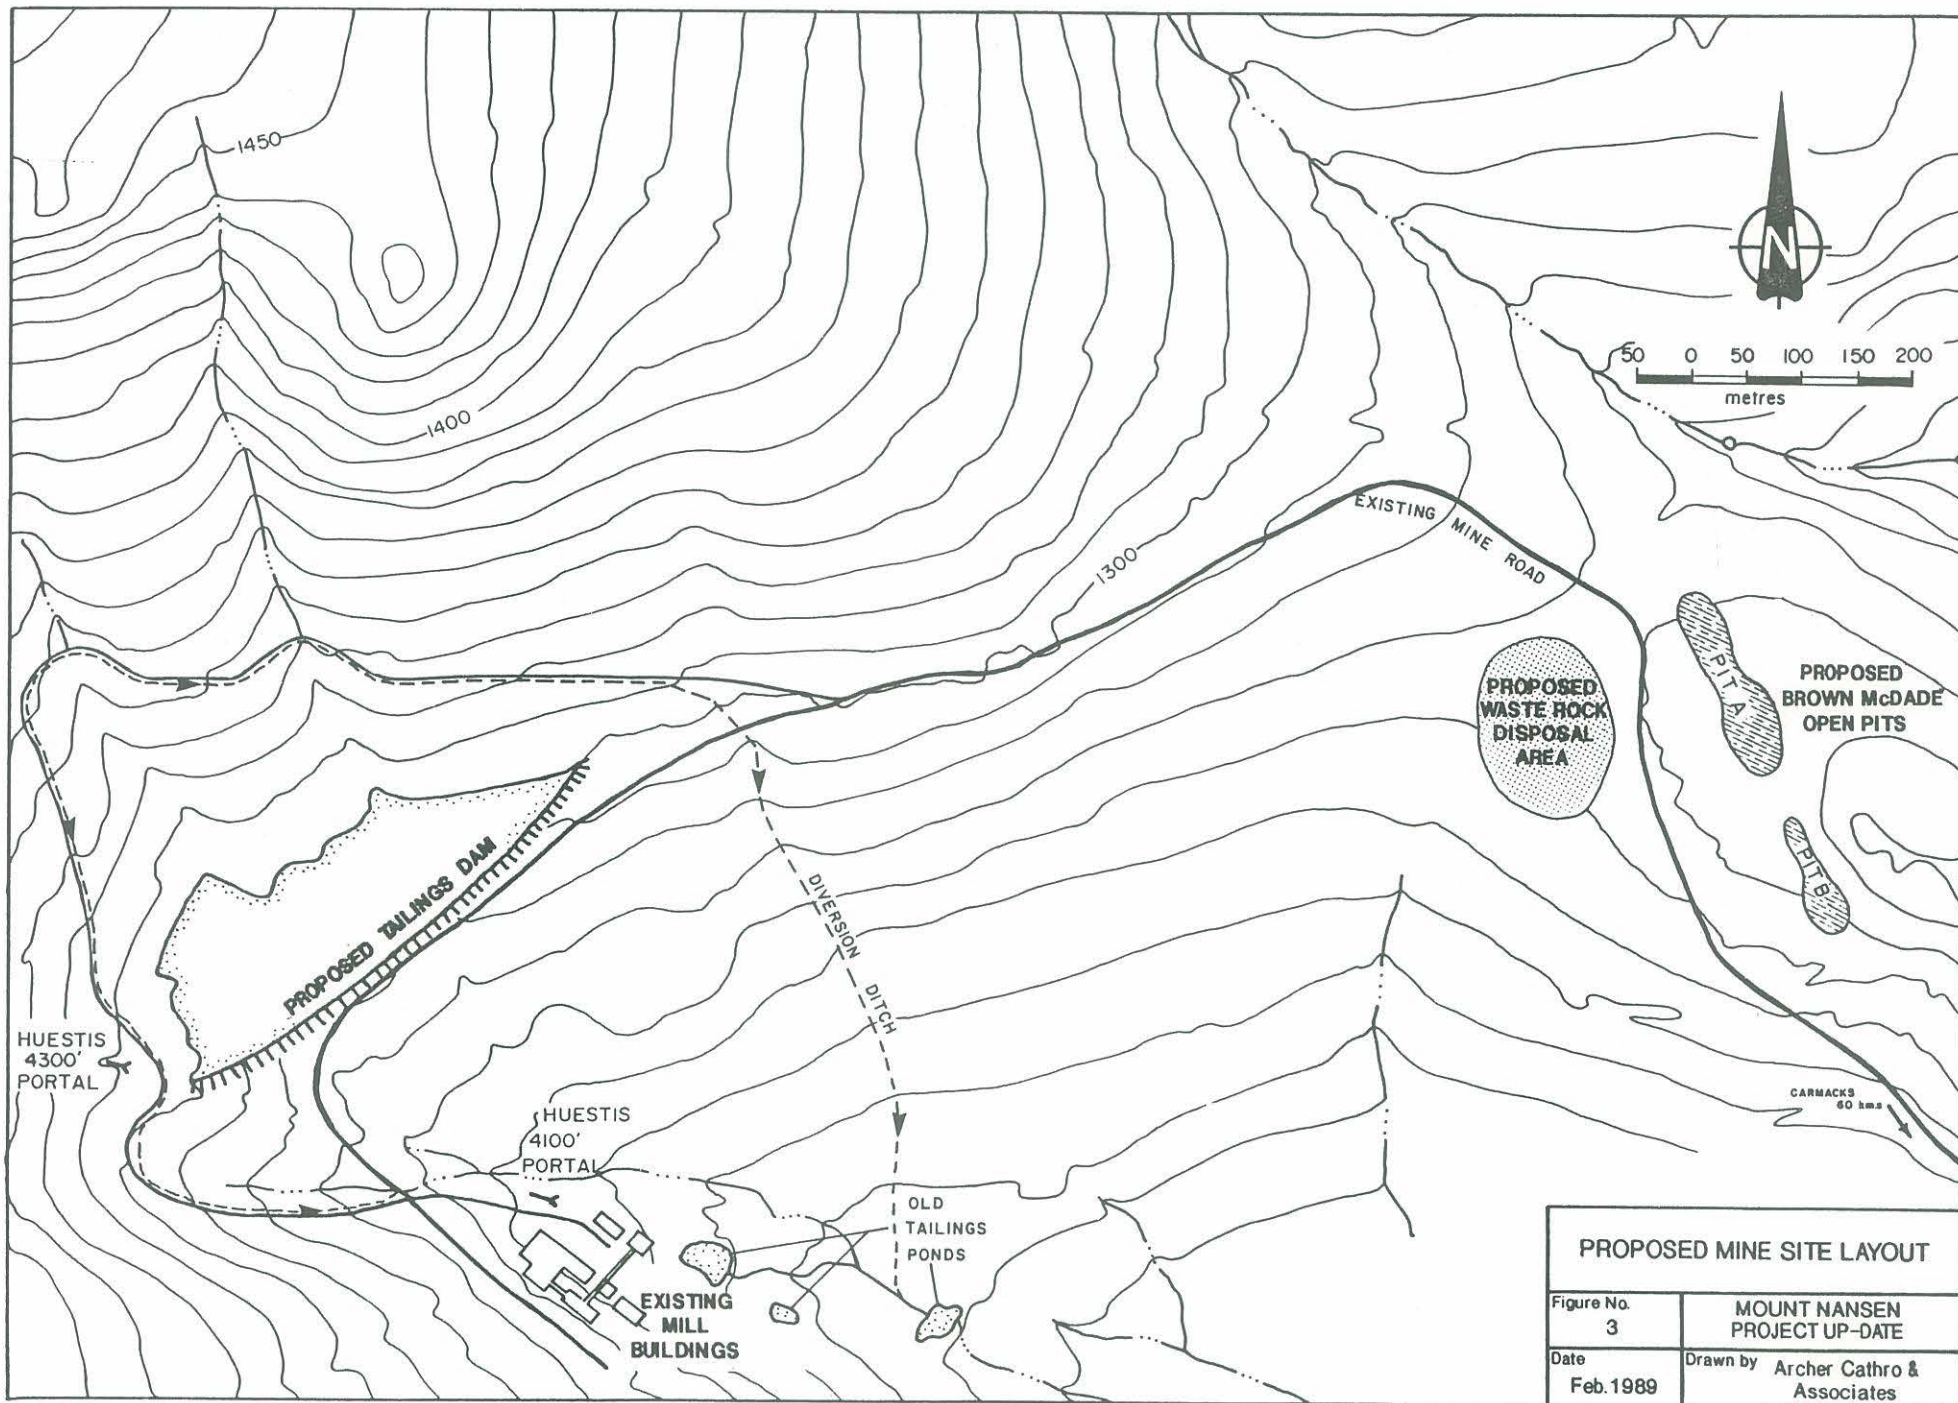 1450
N
50 0 50 100 150 200
metres
1400
EXISTING MINE ROAD
1300
PIT A
PROPOSED
BROWN McDADE
OPEN PITS
PROPOSED
WASTE ROCK
DISPOSAL
AREA
PIT B
PROPOSED TAILINGS DAM
DIVERSION DITCH
HUESTIS
4300'
PORTAL
HUESTIS
4100'
PORTAL
CARMACKS
60 kms
OLD
TAILINGS
PONDS
EXISTING
MILL
BUILDINGS
PROPOSED MINE SITE LAYOUT
Figure No.
3
MOUNT NANSEN
PROJECT UP-DATE
Date
Feb.1989
Drawn by Archer Cathro &
Associates